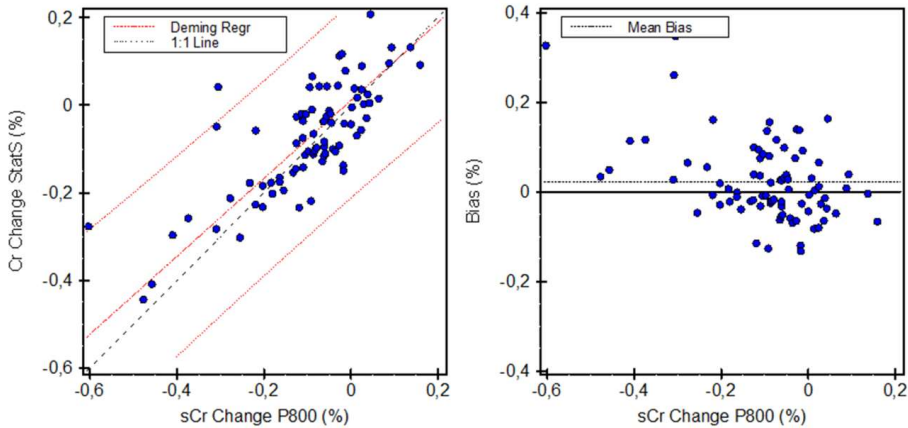 Deming Regr
1:1 Line
0,2
0
-0,2
-0,4
-0,6
Cr Change StatS (%)
-0,6
-0,4
-0,2
0
0,2
sCr Change P800 (%)
Mean Bias
0,4
0,2
0
-0,2
-0,4
Bias (%)
-0,6
-0,4
-0,2
0
0,2
sCr Change P800 (%)